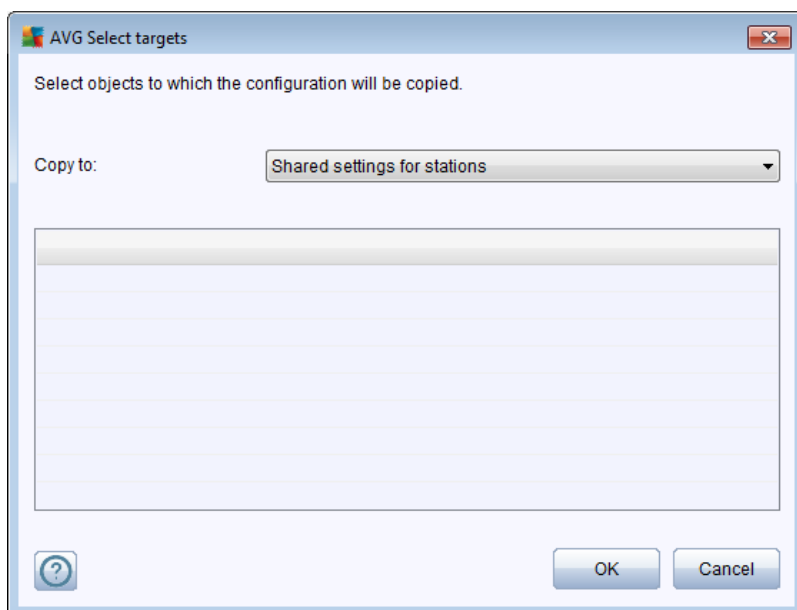 AVG Select targets
Select objects to which the configuration will be copied.
Copy to: Shared settings for stations
?
OK Cancel